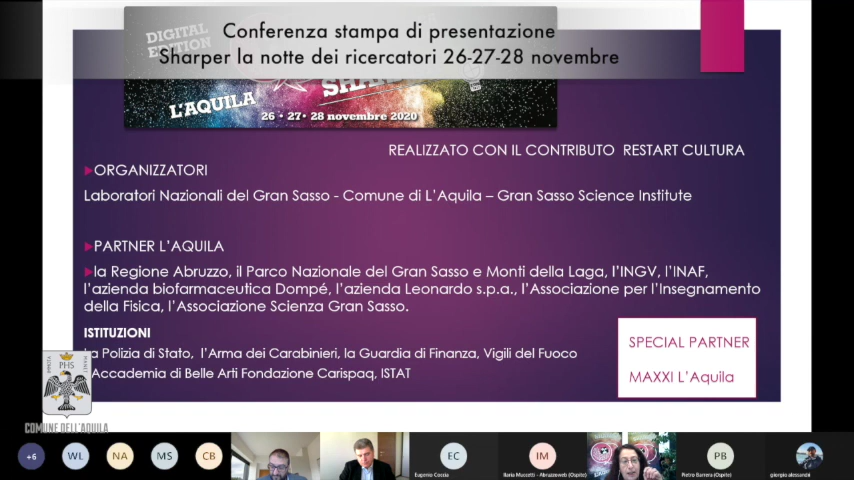 Conferenza stampa di presentazione
Sharper la notte dei ricercatori 26-27-28 novembre
DIGITAL
EDITION
L'AQUILA
26 • 27 • 28 novembre 2020
REALIZZATO CON IL CONTRIBUTO RESTART CULTURA
ORGANIZZATORI
Laboratori Nazionali del Gran Sasso - Comune di L'Aquila – Gran Sasso Science Institute
PARTNER L'AQUILA
la Regione Abruzzo, il Parco Nazionale del Gran Sasso e Monti della Laga, l'INGV, l'INAF,
l'azienda biofarmaceutica Dompé, l'azienda Leonardo s.p.a., l'Associazione per l'Insegnamento
della Fisica, l'Associazione Scienza Gran Sasso.
ISTITUZIONI
La Polizia di Stato, l'Arma dei Carabinieri, la Guardia di Finanza, Vigili del Fuoco
Accademia di Belle Arti Fondazione Carispaq, ISTAT
SPECIAL PARTNER
MAXXI L'Aquila
PHS
COMUNE DELL'AQUILA
+6
WL
NA
MS
CB
EC
Eugenio Coccia
IM
Ilaria Muccetti - Abruzzoweb (Ospite)
PB
Pietro Barrera (Ospite)
giorgio alessandri